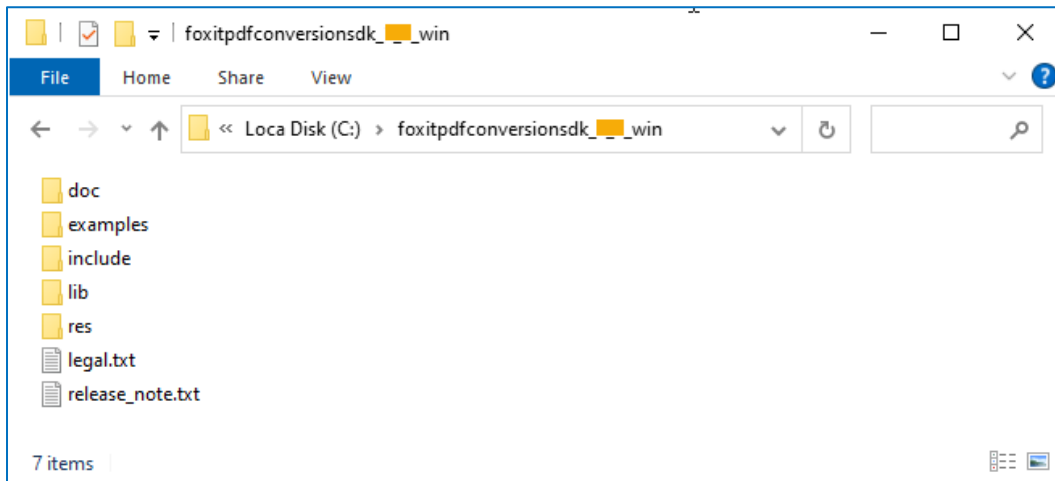 foxitpdfconversionsdk_ _ _win
File Home Share View ?
« Loca Disk (C:) › foxitpdfconversionsdk_ _ _win
doc
examples
include
lib
res
legal.txt
release_note.txt
7 items